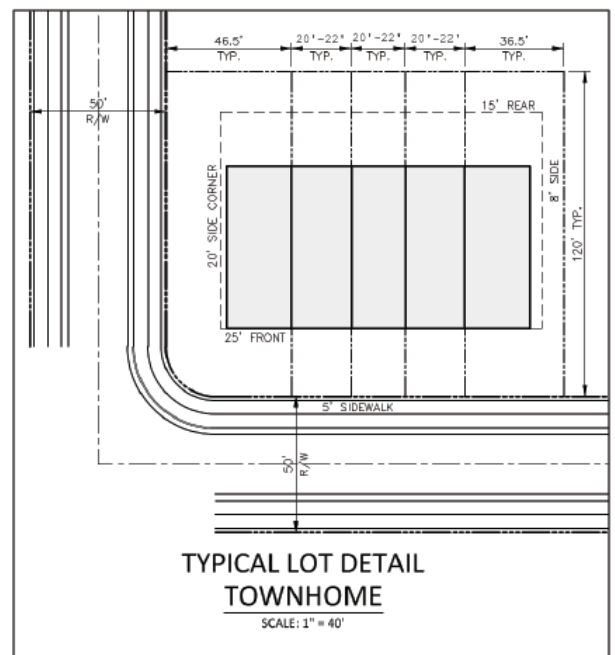 46.5' 20'-22' 20'-22' 20'-22' 36.5'
TYP. TYP. TYP. TYP. TYP.
50'
R/W
15' REAR
20' SIDE CORNER
8' SIDE
120' TYP.
25' FRONT
5' SIDEWALK
50'
R/W
TYPICAL LOT DETAIL
TOWNHOME
SCALE: 1" = 40'